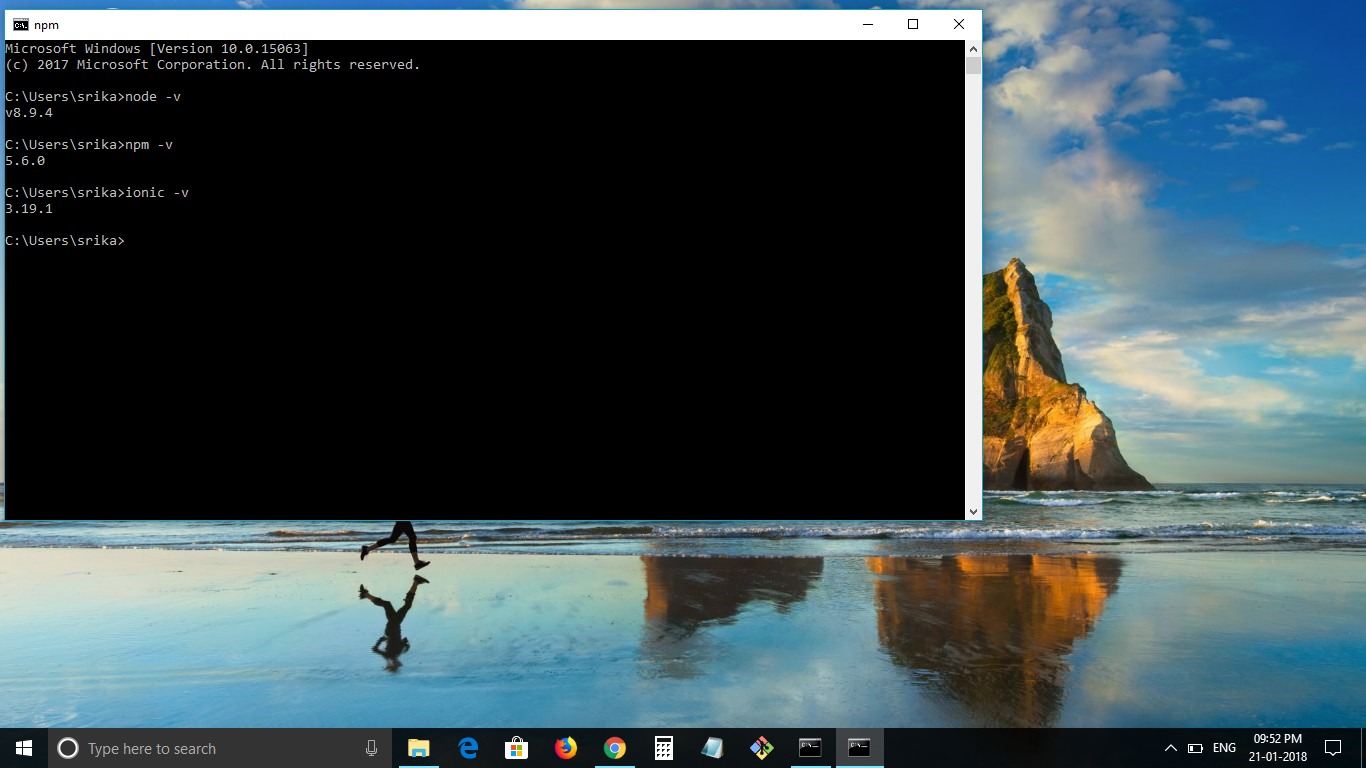 npm
Microsoft Windows [Version 10.0.15063]
(c) 2017 Microsoft Corporation. All rights reserved.
C:\Users\srika>node -v
v8.9.4
C:\Users\srika>npm -v
5.6.0
C:\Users\srika>ionic -v
3.19.1
C:\Users\srika>
Type here to search
ENG
09:52 PM
21-01-2018